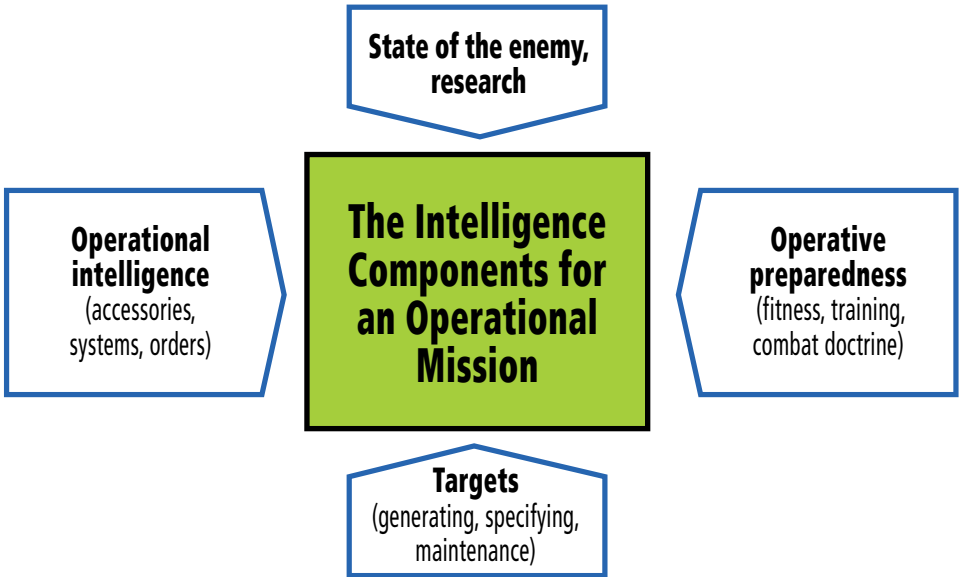 State of the enemy,
research
Operational
intelligence
(accessories,
systems, orders)
The Intelligence
Components for
an Operational
Mission
Operative
preparedness
(fitness, training,
combat doctrine)
Targets
(generating, specifying,
maintenance)